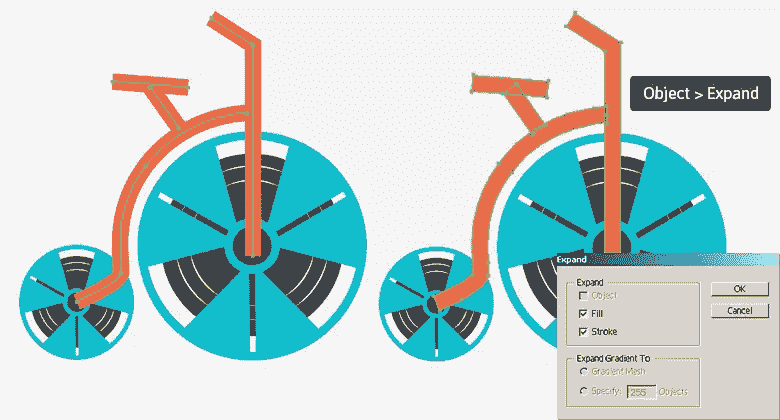 Object > Expand
Expand
Expand
Object
Fill
Stroke
OK
Cancel
Expand Gradient To
Gradient Mesh
Specify: 255 Objects